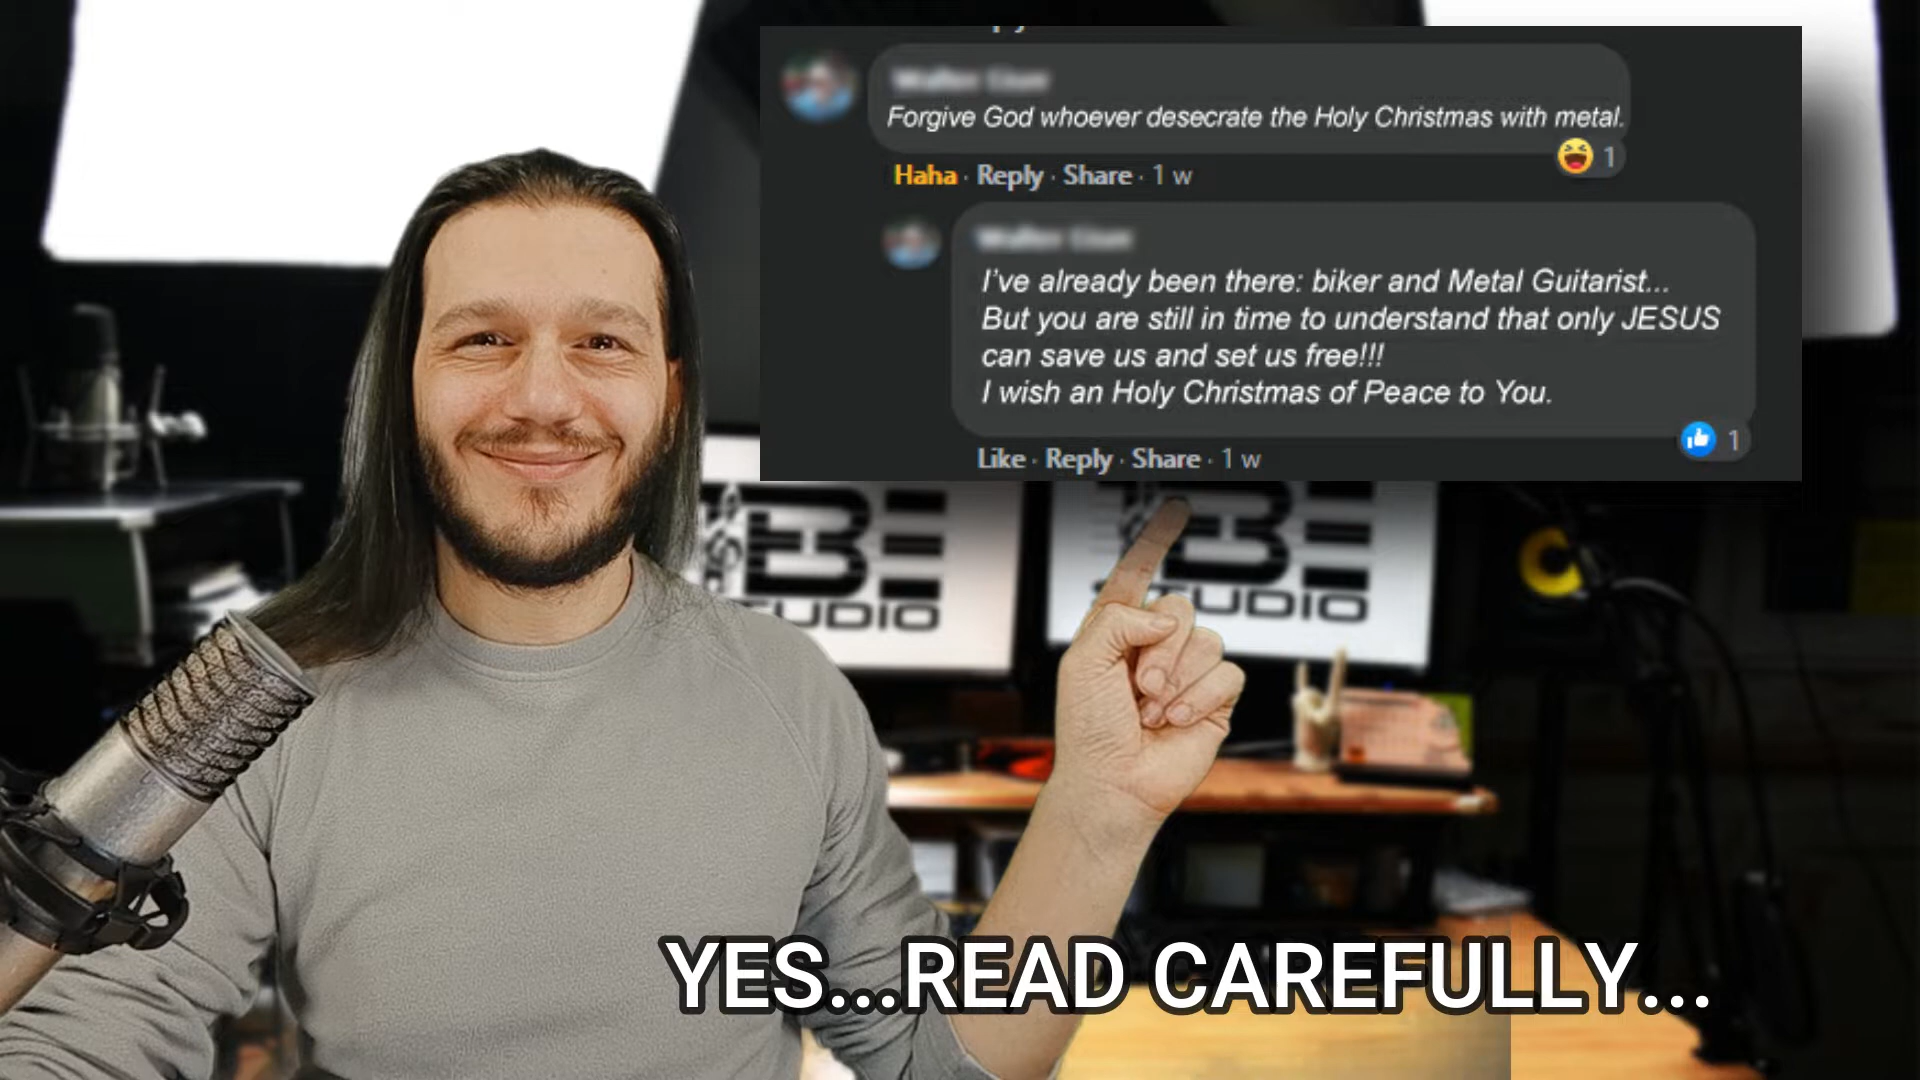 Forgive God whoever desecrate the Holy Christmas with metal.
1
Haha · Reply · Share · 1 w
I've already been there: biker and Metal Guitarist...
But you are still in time to understand that only JESUS
can save us and set us free!!!
I wish an Holy Christmas of Peace to You.
1
Like · Reply · Share · 1 w
STUDIO
YES...READ CAREFULLY...